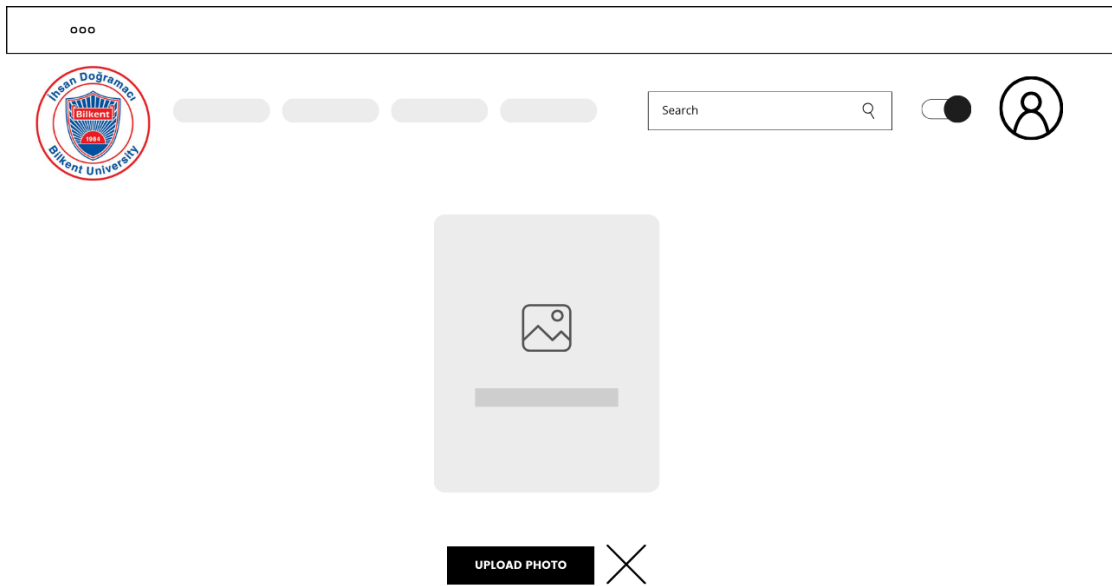 İhsan Doğramacı
Bilkent
1984
Bilkent University
Search
UPLOAD PHOTO